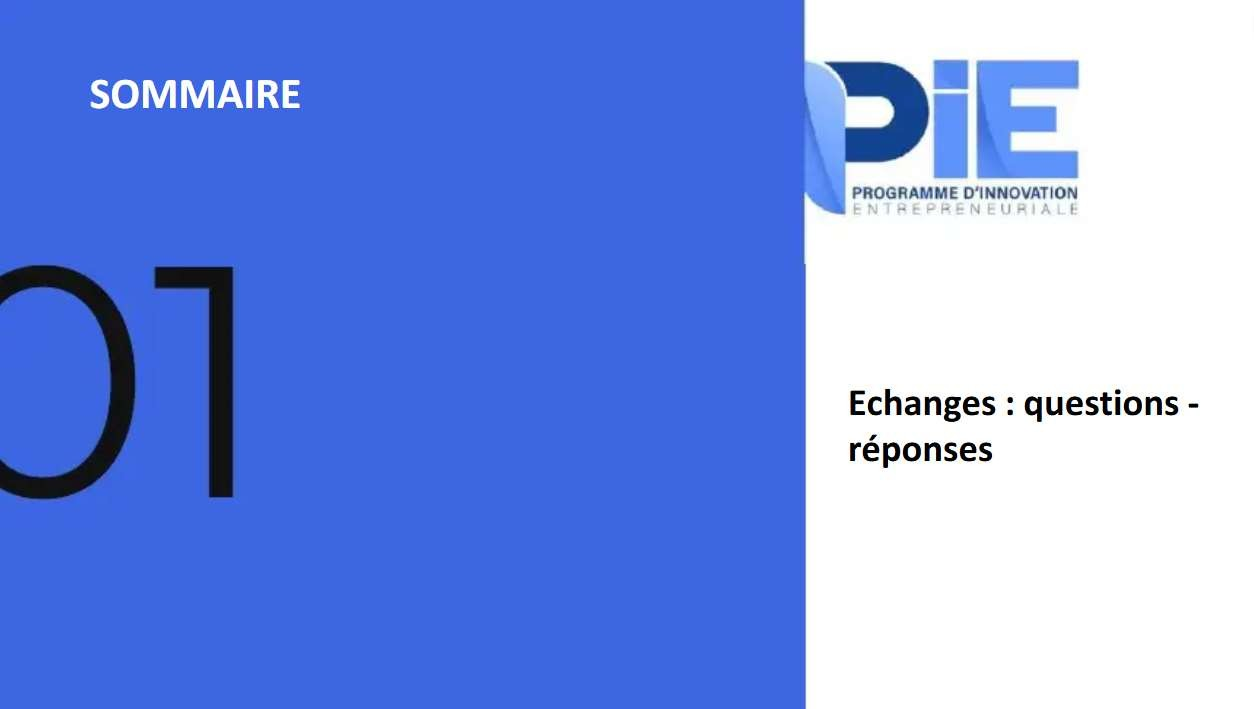 SOMMAIRE
PiE
PROGRAMME D'INNOVATION
ENTREPRENEURIALE
01
Echanges : questions -
réponses